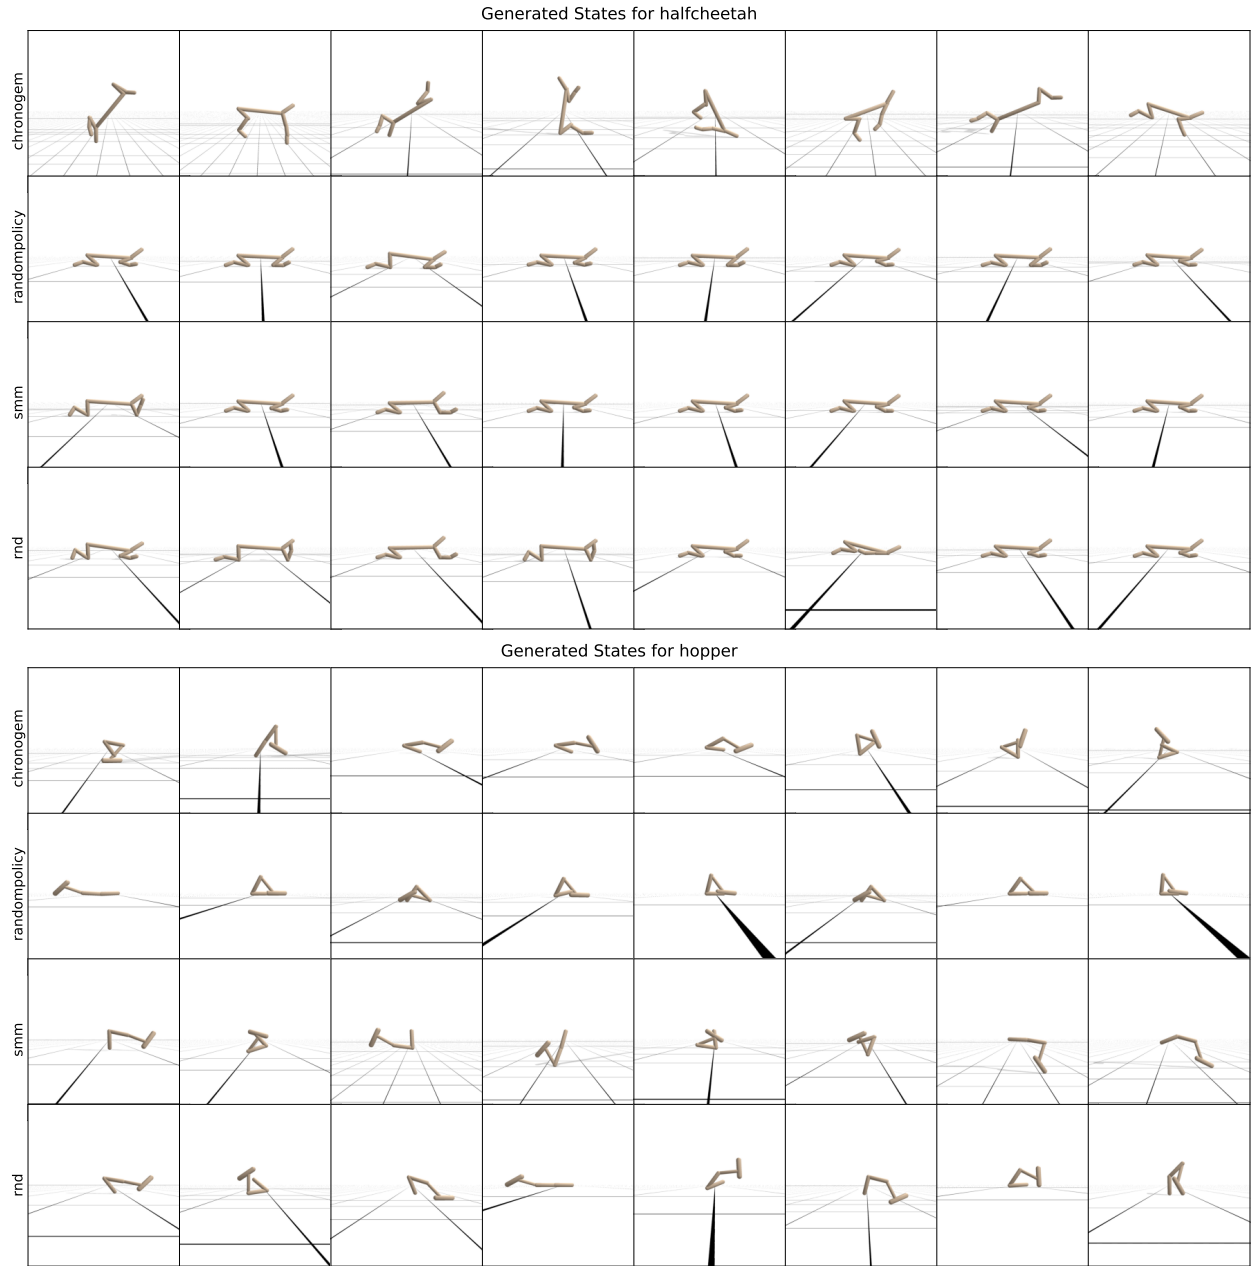 Generated States for halfcheetah
chronogem
randompolicy
smm
rnd
Generated States for hopper
chronogem
randompolicy
smm
rnd